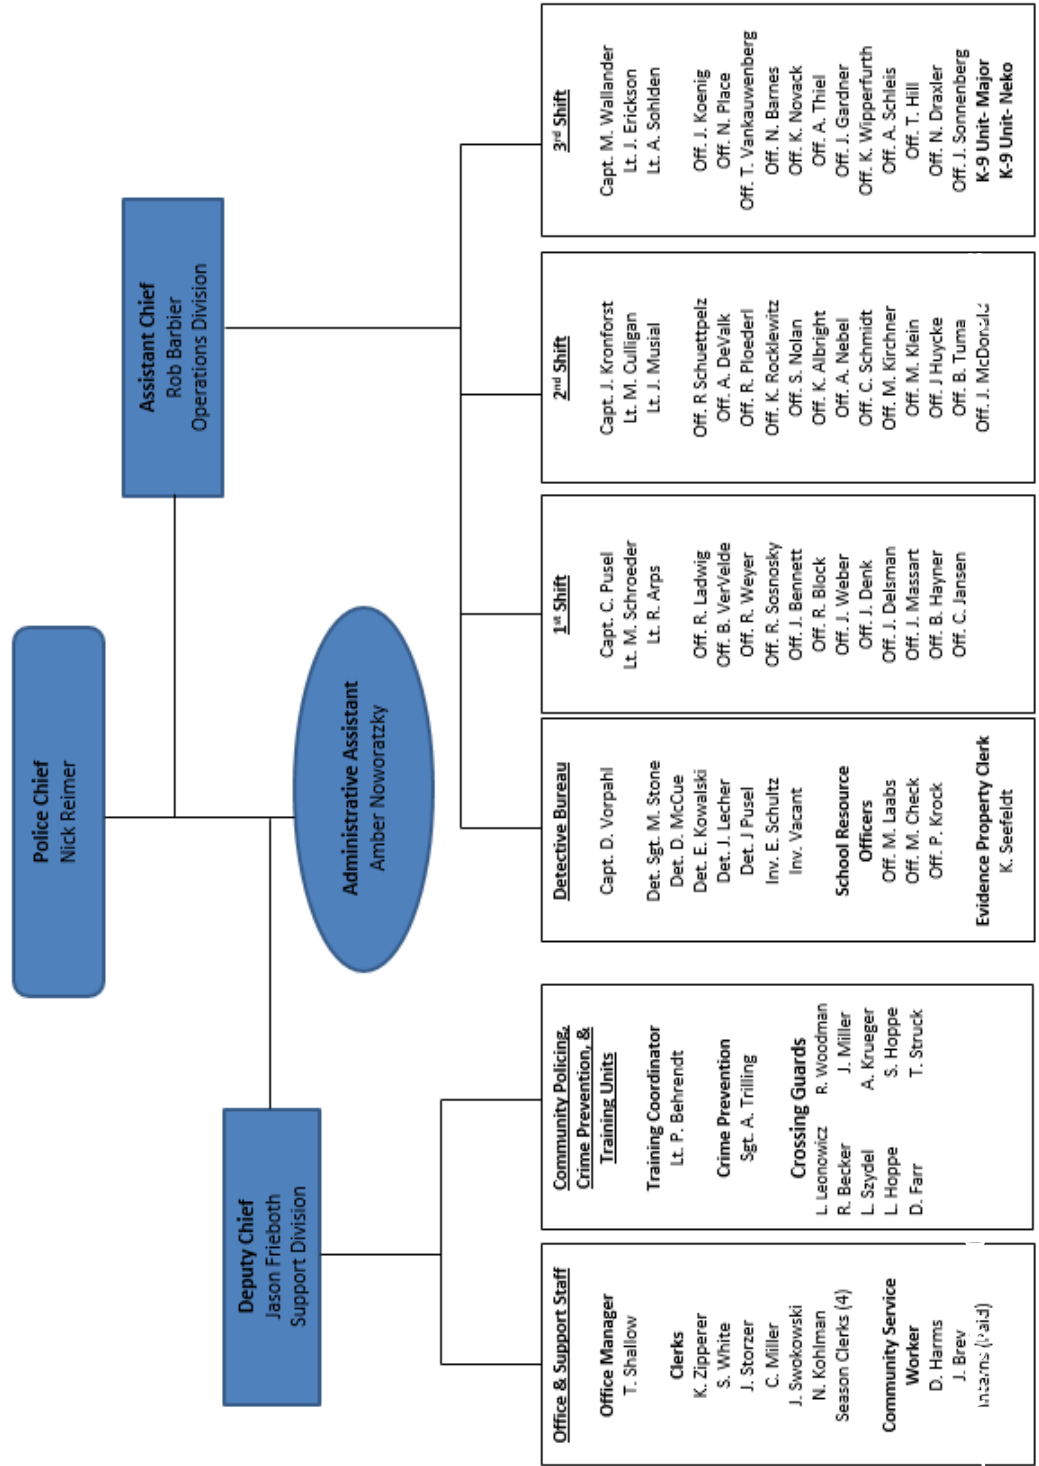 Police Chief
Nick Reimer
Assistant Chief
Rob Barbier
Operations Division
Deputy Chief
Jason Frieboth
Support Division
Administrative Assistant
Amber Noworatzky
Office & Support Staff
Office Manager
T. Shallow
Clerks
K. Zipperer
S. White
J. Storzer
C. Miller
J. Swokowski
N. Kohlman
Season Clerks (4)
Community Service
Worker
D. Harms
J. Brey
Interns (Paid)
Community Policing,
Crime Prevention, &
Training Units
Training Coordinator
Lt. P. Behrendt
Crime Prevention
Sgt. A. Trilling
Crossing Guards
L. Leonowicz R. Woodman
R. Becker J. Miller
L. Szydel A. Krueger
L. Hoppe S. Hoppe
D. Farr T. Struck
Detective Bureau
Capt. D. Vorpahl
Det. Sgt. M. Stone
Det. D. McCue
Det. E. Kowalski
Det. J. Lecher
Det. J Pusel
Inv. E. Schultz
Inv. Vacant
School Resource
Officers
Off. M. Laabs
Off. M. Check
Off. P. Krock
Evidence Property Clerk
K. Seefeldt
1st Shift
Capt. C. Pusel
Lt. M. Schroeder
Lt. R. Arps
Off. R. Ladwig
Off. B. VerVelde
Off. R. Weyer
Off. R. Sosnosky
Off. J. Bennett
Off. R. Block
Off. J. Weber
Off. J. Denk
Off. J. Delsman
Off. J. Massart
Off. B. Hayner
Off. C. Jansen
2nd Shift
Capt. J. Kronforst
Lt. M. Culligan
Lt. J. Musial
Off. R Schuettpelz
Off. A. DeValk
Off. R. Ploederl
Off. K. Rocklewitz
Off. S. Nolan
Off. K. Albright
Off. A. Nebel
Off. C. Schmidt
Off. M. Kirchner
Off. M. Klein
Off. J Huycke
Off. B. Tuma
Off. J. McDonald
3rd Shift
Capt. M. Wallander
Lt. J. Erickson
Lt. A. Sohlden
Off. J. Koenig
Off. N. Place
Off. T. Vankauwenberg
Off. N. Barnes
Off. K. Novack
Off. A. Thiel
Off. J. Gardner
Off. K. Wipperfurth
Off. A. Schleis
Off. T. Hill
Off. N. Draxler
Off. J. Sonnenberg
K-9 Unit- Major
K-9 Unit- Neko